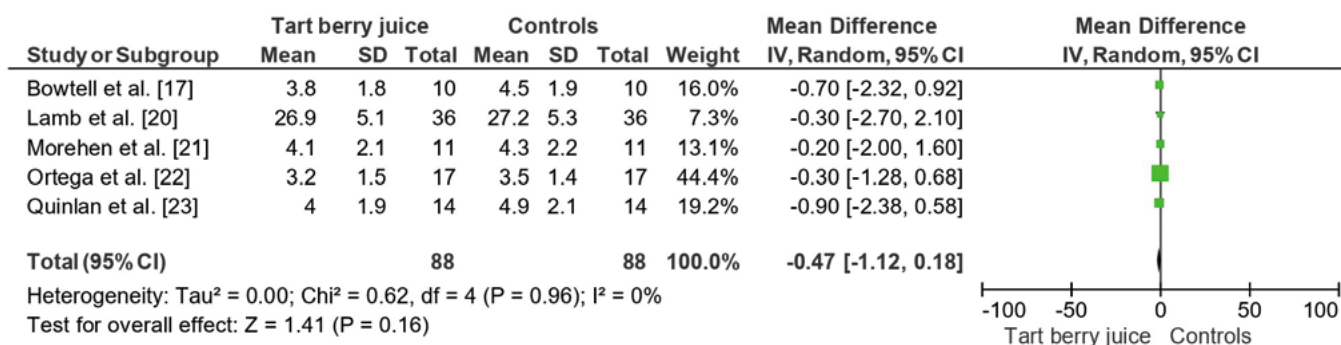 Tart berry juice Controls Mean Difference Mean Difference
Study or Subgroup Mean SD Total Mean SD Total Weight IV, Random, 95% CI IV, Random, 95% CI
Bowtell et al. [17] 3.8 1.8 10 4.5 1.9 10 16.0% -0.70 [-2.32, 0.92]
Lamb et al. [20] 26.9 5.1 36 27.2 5.3 36 7.3% -0.30 [-2.70, 2.10]
Morehen et al. [21] 4.1 2.1 11 4.3 2.2 11 13.1% -0.20 [-2.00, 1.60]
Ortega et al. [22] 3.2 1.5 17 3.5 1.4 17 44.4% -0.30 [-1.28, 0.68]
Quinlan et al. [23] 4 1.9 14 4.9 2.1 14 19.2% -0.90 [-2.38, 0.58]
Total (95% CI) 88 88 100.0% -0.47 [-1.12, 0.18]
Heterogeneity: Tau² = 0.00; Chi² = 0.62, df = 4 (P = 0.96); I² = 0%
Test for overall effect: Z = 1.41 (P = 0.16)
-100 -50 0 50 100
Tart berry juice Controls